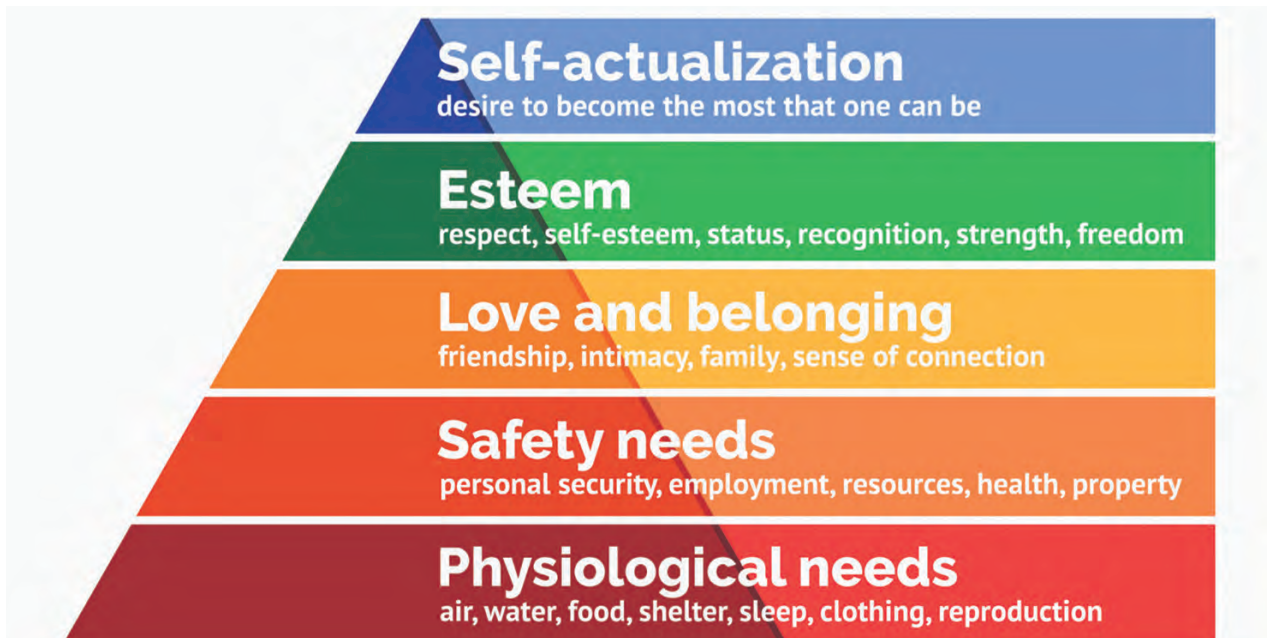 Self-actualization
desire to become the most that one can be
Esteem
respect, self-esteem, status, recognition, strength, freedom
Love and belonging
friendship, intimacy, family, sense of connection
Safety needs
personal security, employment, resources, health, property
Physiological needs
air, water, food, shelter, sleep, clothing, reproduction